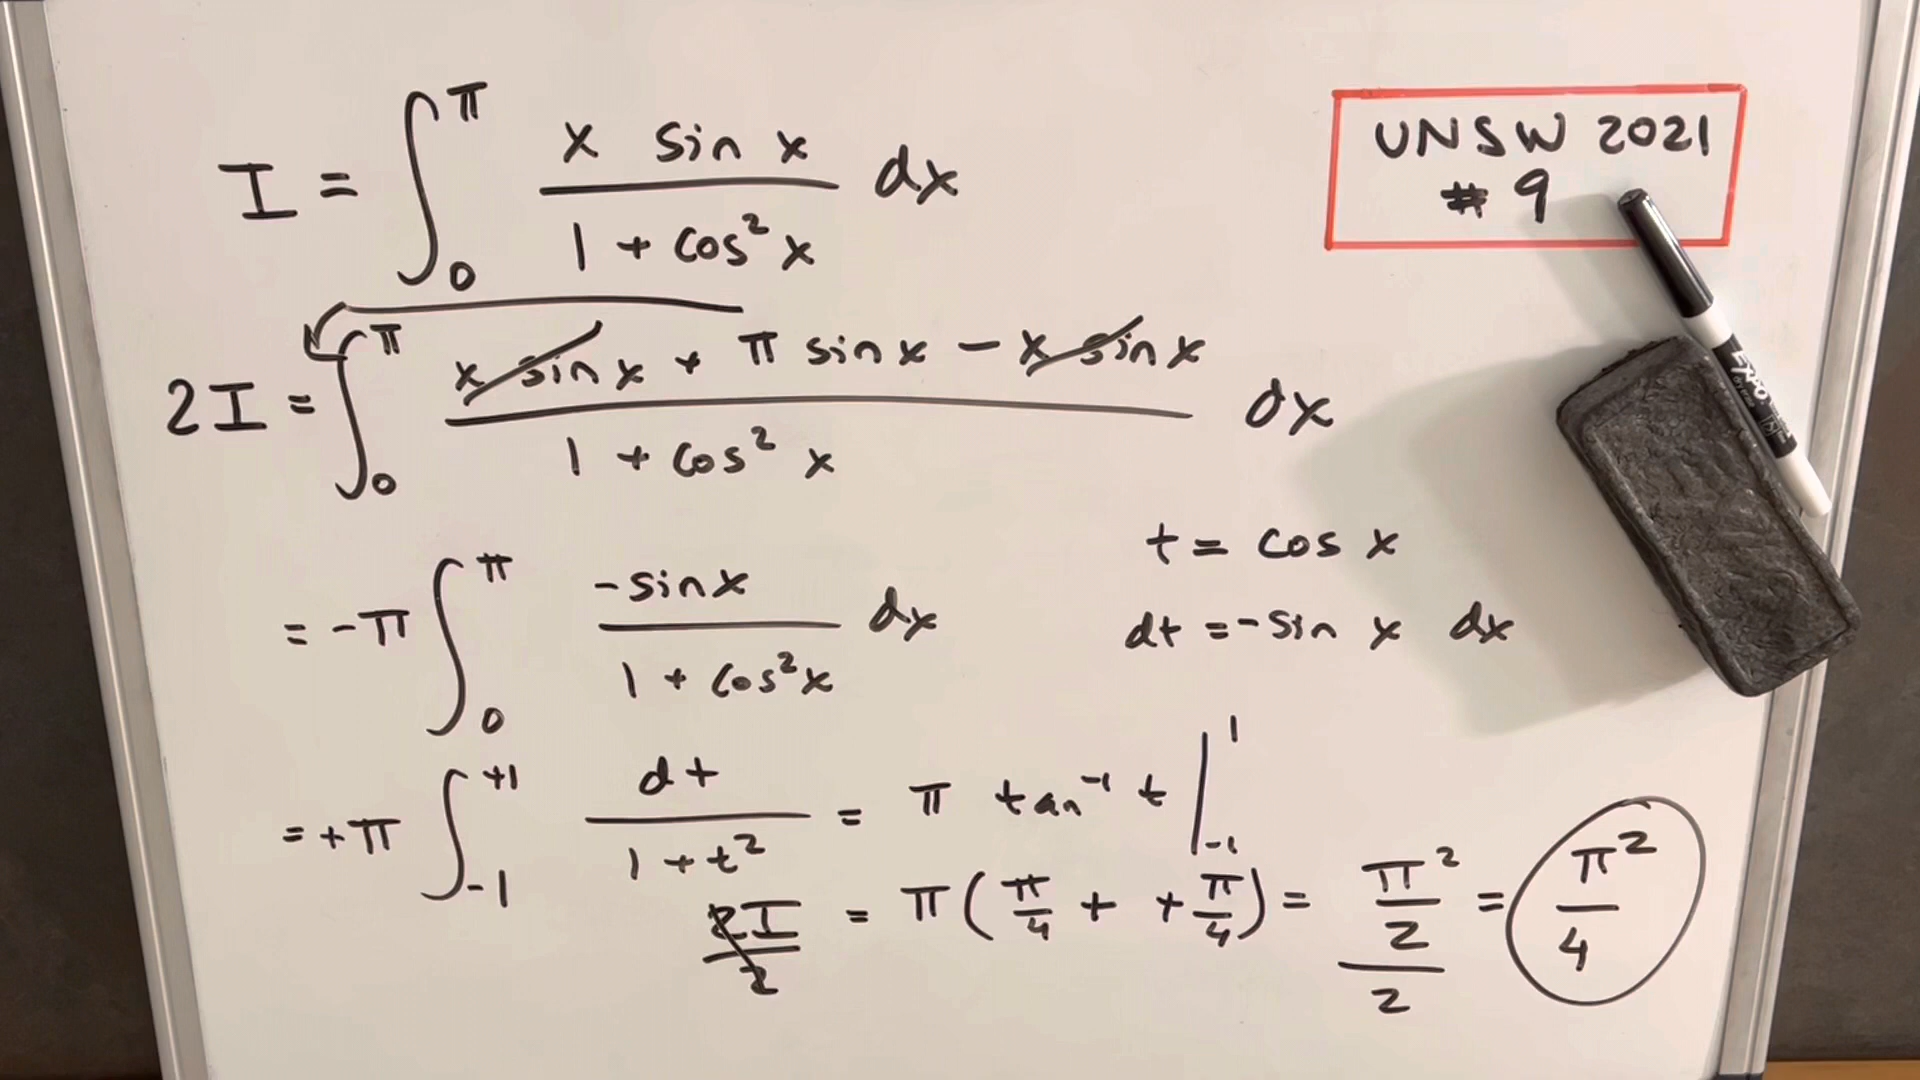 UNSW 2021
# 9
I = ∫₀^π (x sin x)/(1 + cos² x) dx
2I = ∫₀^π (x sin x + π sin x − x sin x)/(1 + cos² x) dx
t = cos x
dt = − sin x dx
= −π ∫₀^π (−sin x)/(1 + cos² x) dx
= +π ∫₋₁^{+1} dt/(1 + t²) = π tan⁻¹ t |₋₁^1
2I/2 = π(π/4 + + π/4) = (π²/2)/2 = π²/4
EXPO